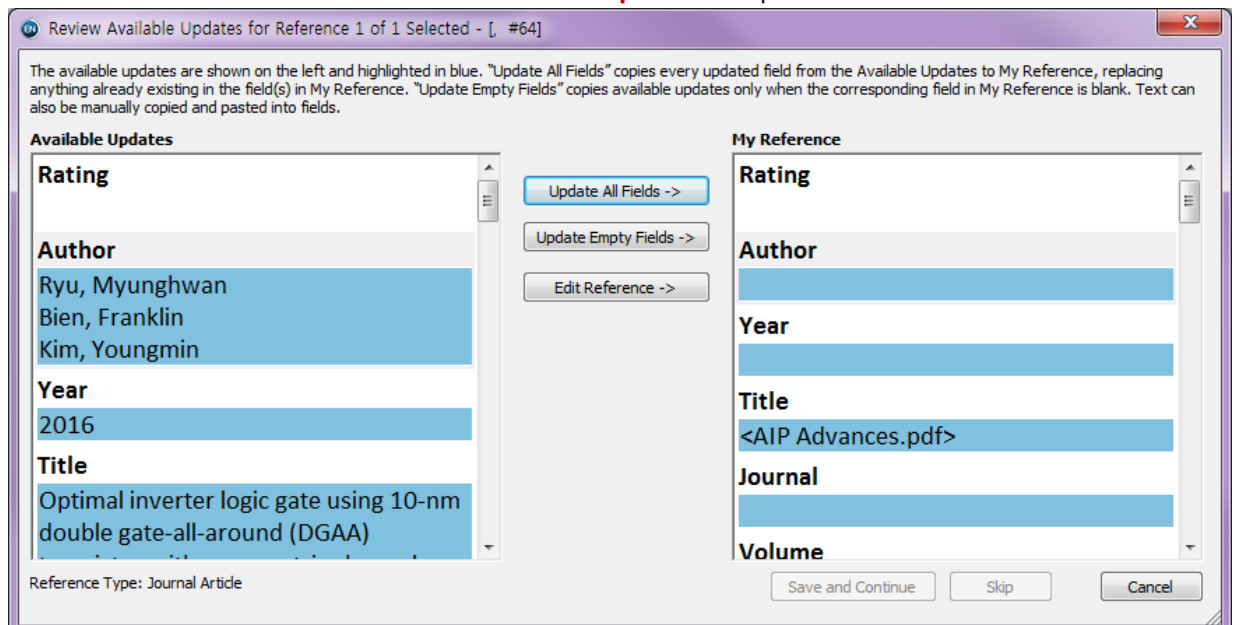 Review Available Updates for Reference 1 of 1 Selected - [, #64]
The available updates are shown on the left and highlighted in blue. "Update All Fields" copies every updated field from the Available Updates to My Reference, replacing
anything already existing in the field(s) in My Reference. "Update Empty Fields" copies available updates only when the corresponding field in My Reference is blank. Text can
also be manually copied and pasted into fields.
Available Updates
Rating
Author
Ryu, Myunghwan
Bien, Franklin
Kim, Youngmin
Year
2016
Title
Optimal inverter logic gate using 10-nm
double gate-all-around (DGAA)
Update All Fields ->
Update Empty Fields ->
Edit Reference ->
My Reference
Rating
Author
Year
Title
<AIP Advances.pdf>
Journal
Volume
Reference Type: Journal Article
Save and Continue
Skip
Cancel